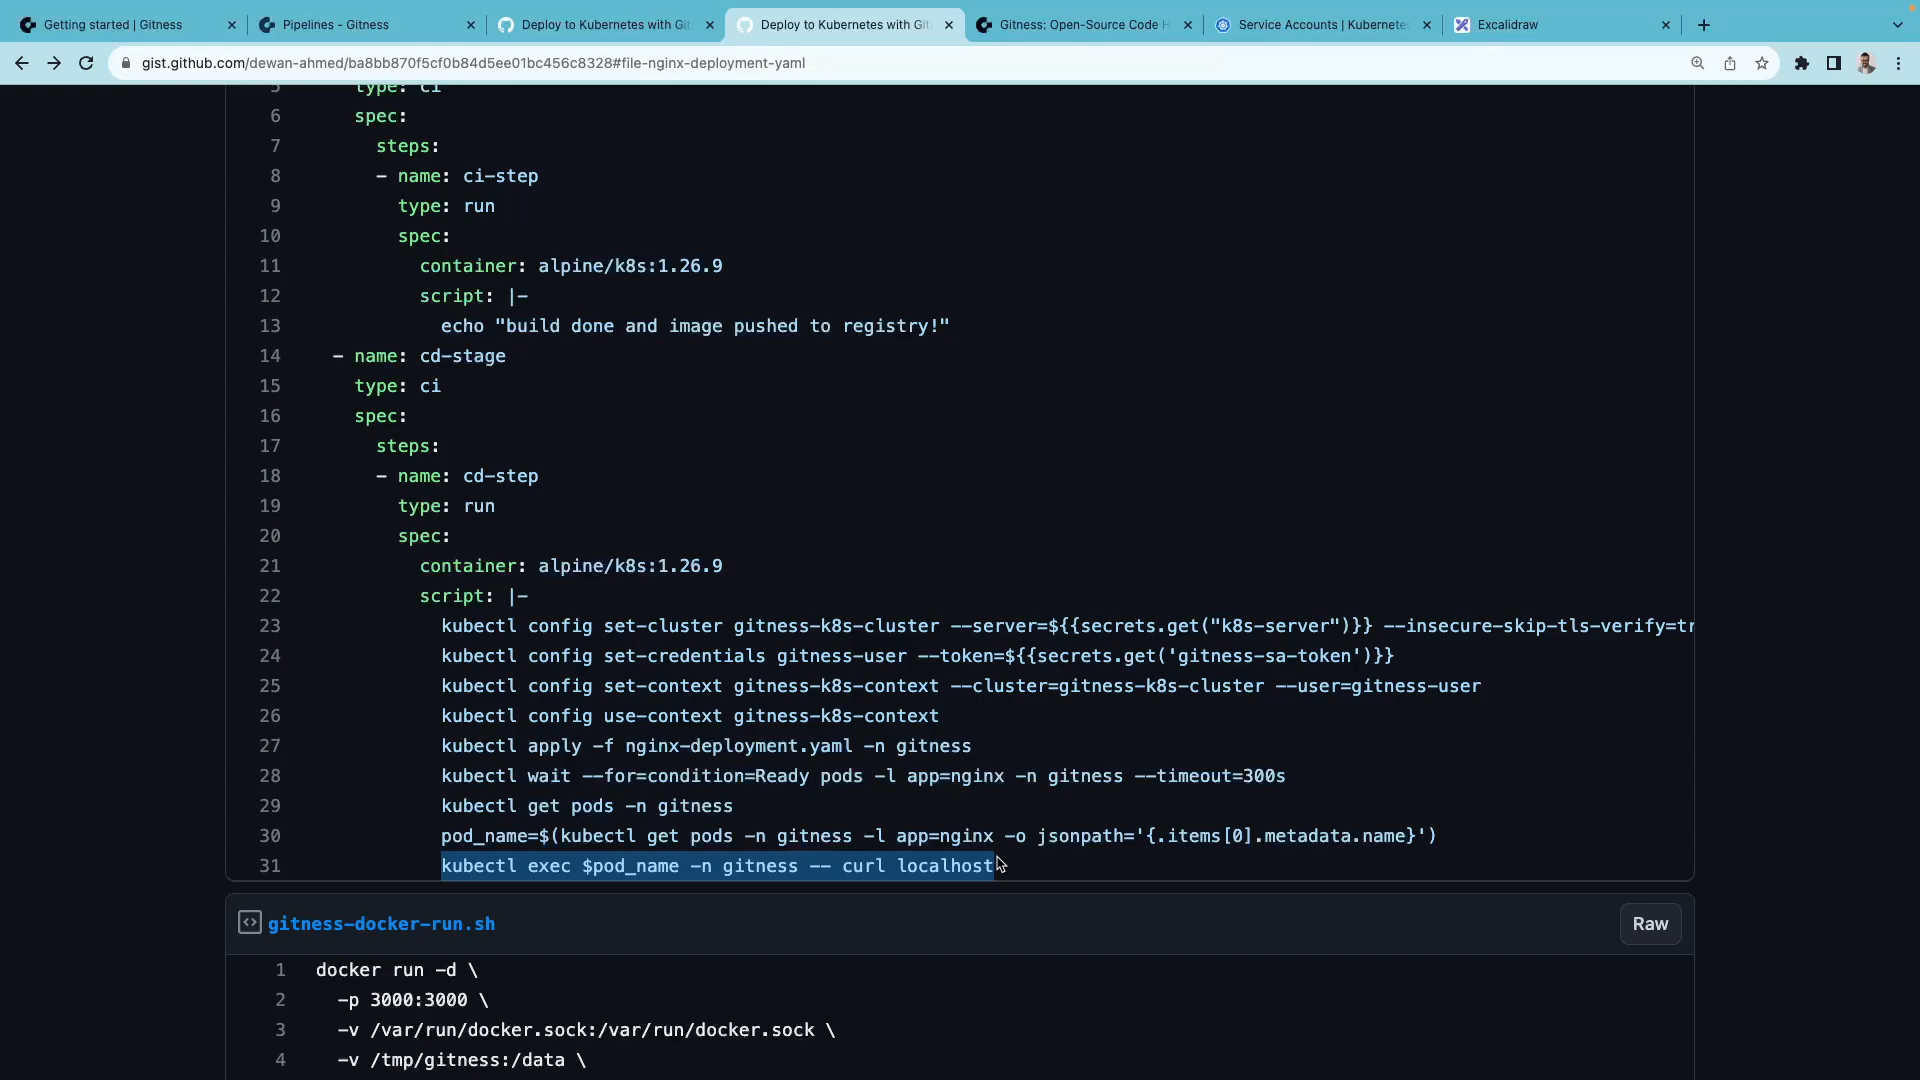 Getting started | Gitness
Pipelines - Gitness
Deploy to Kubernetes with Git
Deploy to Kubernetes with Git
Gitness: Open-Source Code H
Service Accounts | Kubernete
Excalidraw
gist.github.com/dewan-ahmed/ba8bb870f5cf0b84d5ee01bc456c8328#file-nginx-deployment-yaml
5 type: ci
6 spec:
7 steps:
8 - name: ci-step
9 type: run
10 spec:
11 container: alpine/k8s:1.26.9
12 script: |-
13 echo "build done and image pushed to registry!"
14 - name: cd-stage
15 type: ci
16 spec:
17 steps:
18 - name: cd-step
19 type: run
20 spec:
21 container: alpine/k8s:1.26.9
22 script: |-
23 kubectl config set-cluster gitness-k8s-cluster --server=${{secrets.get("k8s-server")}} --insecure-skip-tls-verify=tr
24 kubectl config set-credentials gitness-user --token=${{secrets.get('gitness-sa-token')}}
25 kubectl config set-context gitness-k8s-context --cluster=gitness-k8s-cluster --user=gitness-user
26 kubectl config use-context gitness-k8s-context
27 kubectl apply -f nginx-deployment.yaml -n gitness
28 kubectl wait --for=condition=Ready pods -l app=nginx -n gitness --timeout=300s
29 kubectl get pods -n gitness
30 pod_name=$(kubectl get pods -n gitness -l app=nginx -o jsonpath='{.items[0].metadata.name}')
31 kubectl exec $pod_name -n gitness -- curl localhost
gitness-docker-run.sh
Raw
1 docker run -d \
2 -p 3000:3000 \
3 -v /var/run/docker.sock:/var/run/docker.sock \
4 -v /tmp/gitness:/data \